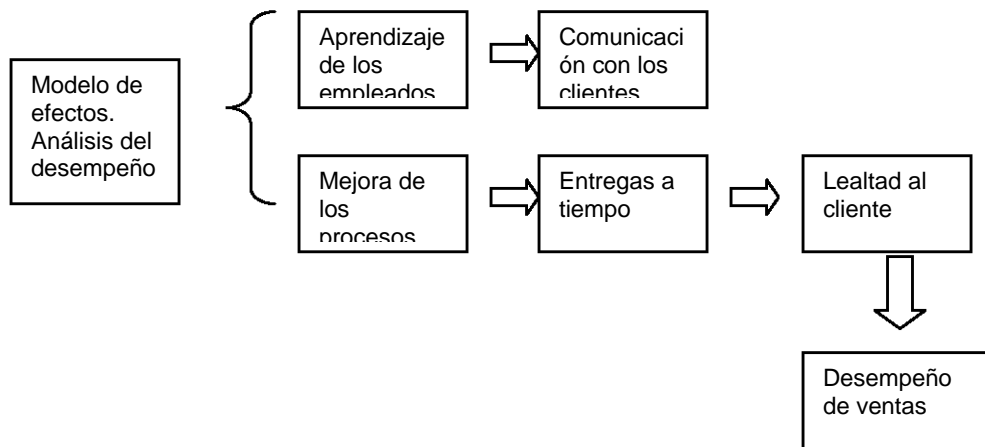 Modelo de
efectos.
Análisis del
desempeño
Aprendizaje
de los
empleados
Comunicaci
ón con los
clientes
Mejora de
los
procesos
Entregas a
tiempo
Lealtad al
cliente
Desempeño
de ventas